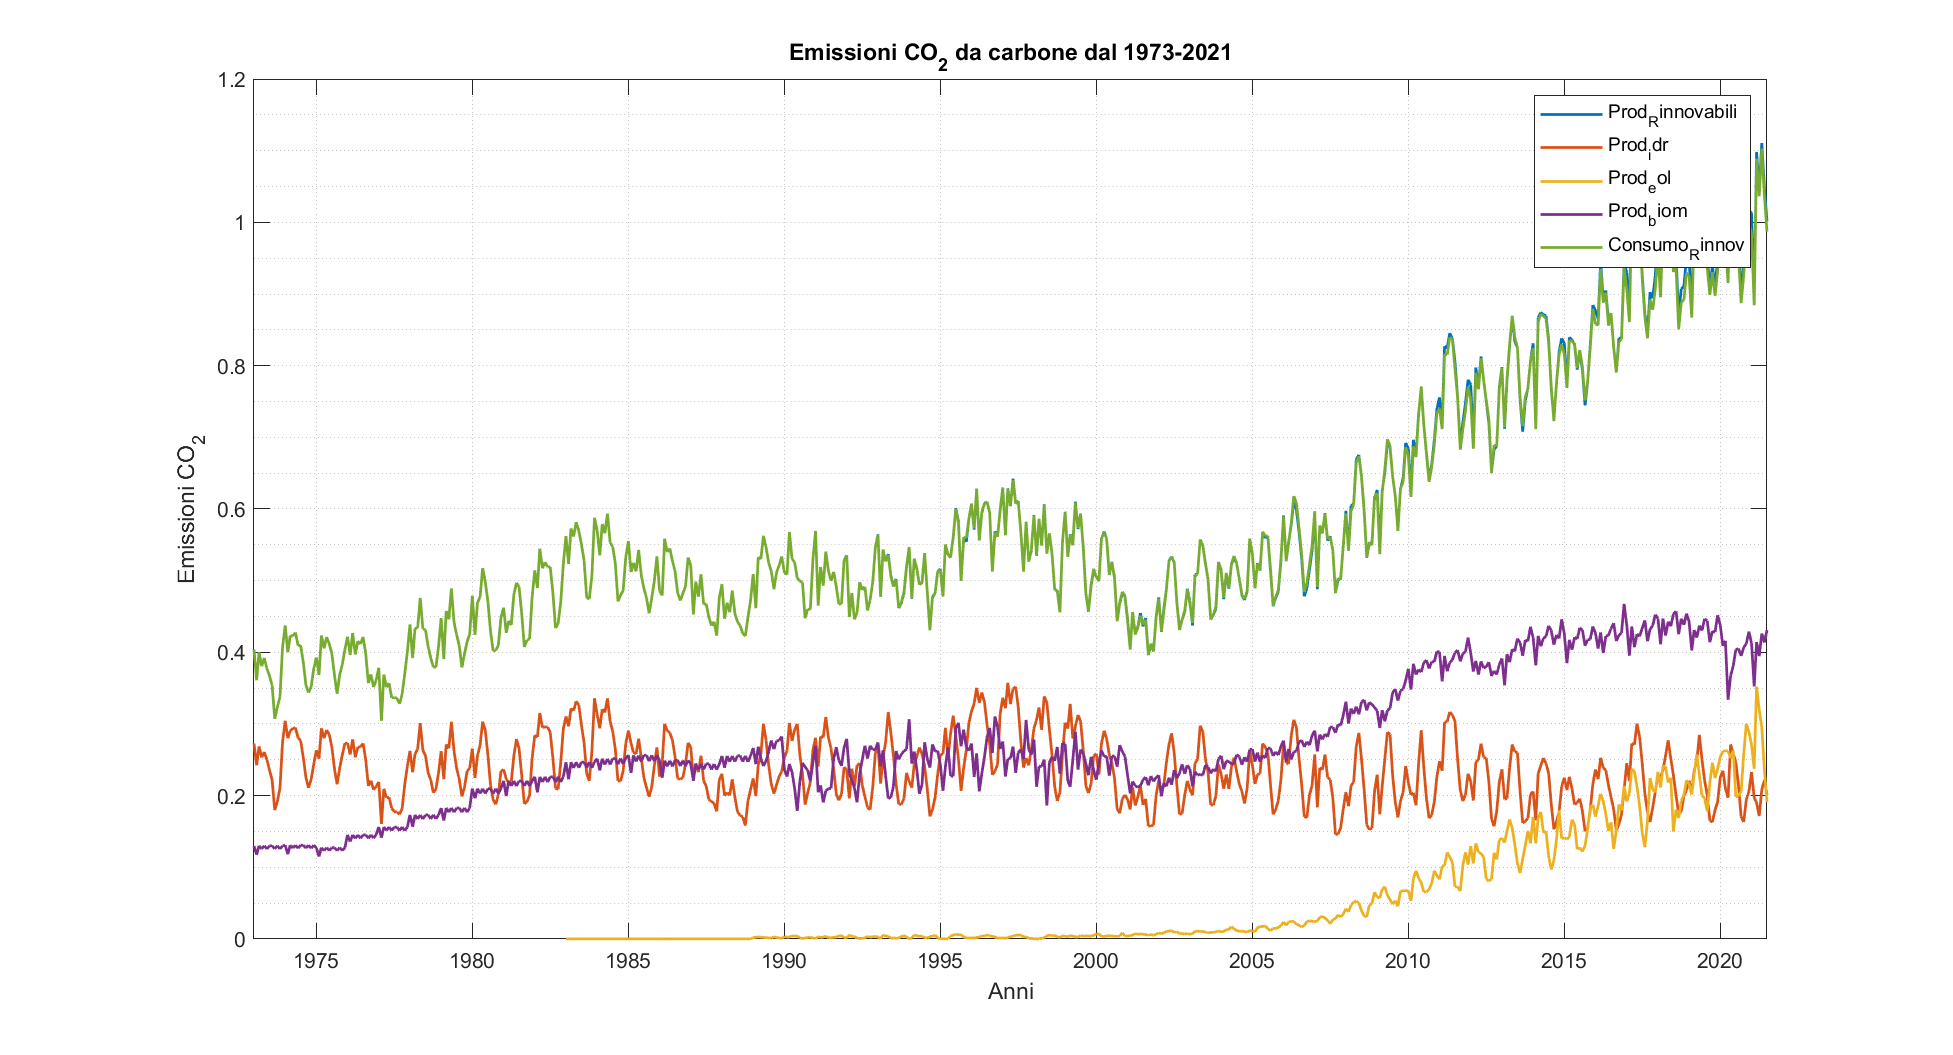 Emissioni CO2 da carbone dal 1973-2021
1.2
1
0.8
0.6
0.4
0.2
0
Emissioni CO2
ProdRinnovabili
Prodidr
Prodeol
Prodbiom
ConsumoRinnov
1975 1980 1985 1990 1995 2000 2005 2010 2015 2020
Anni